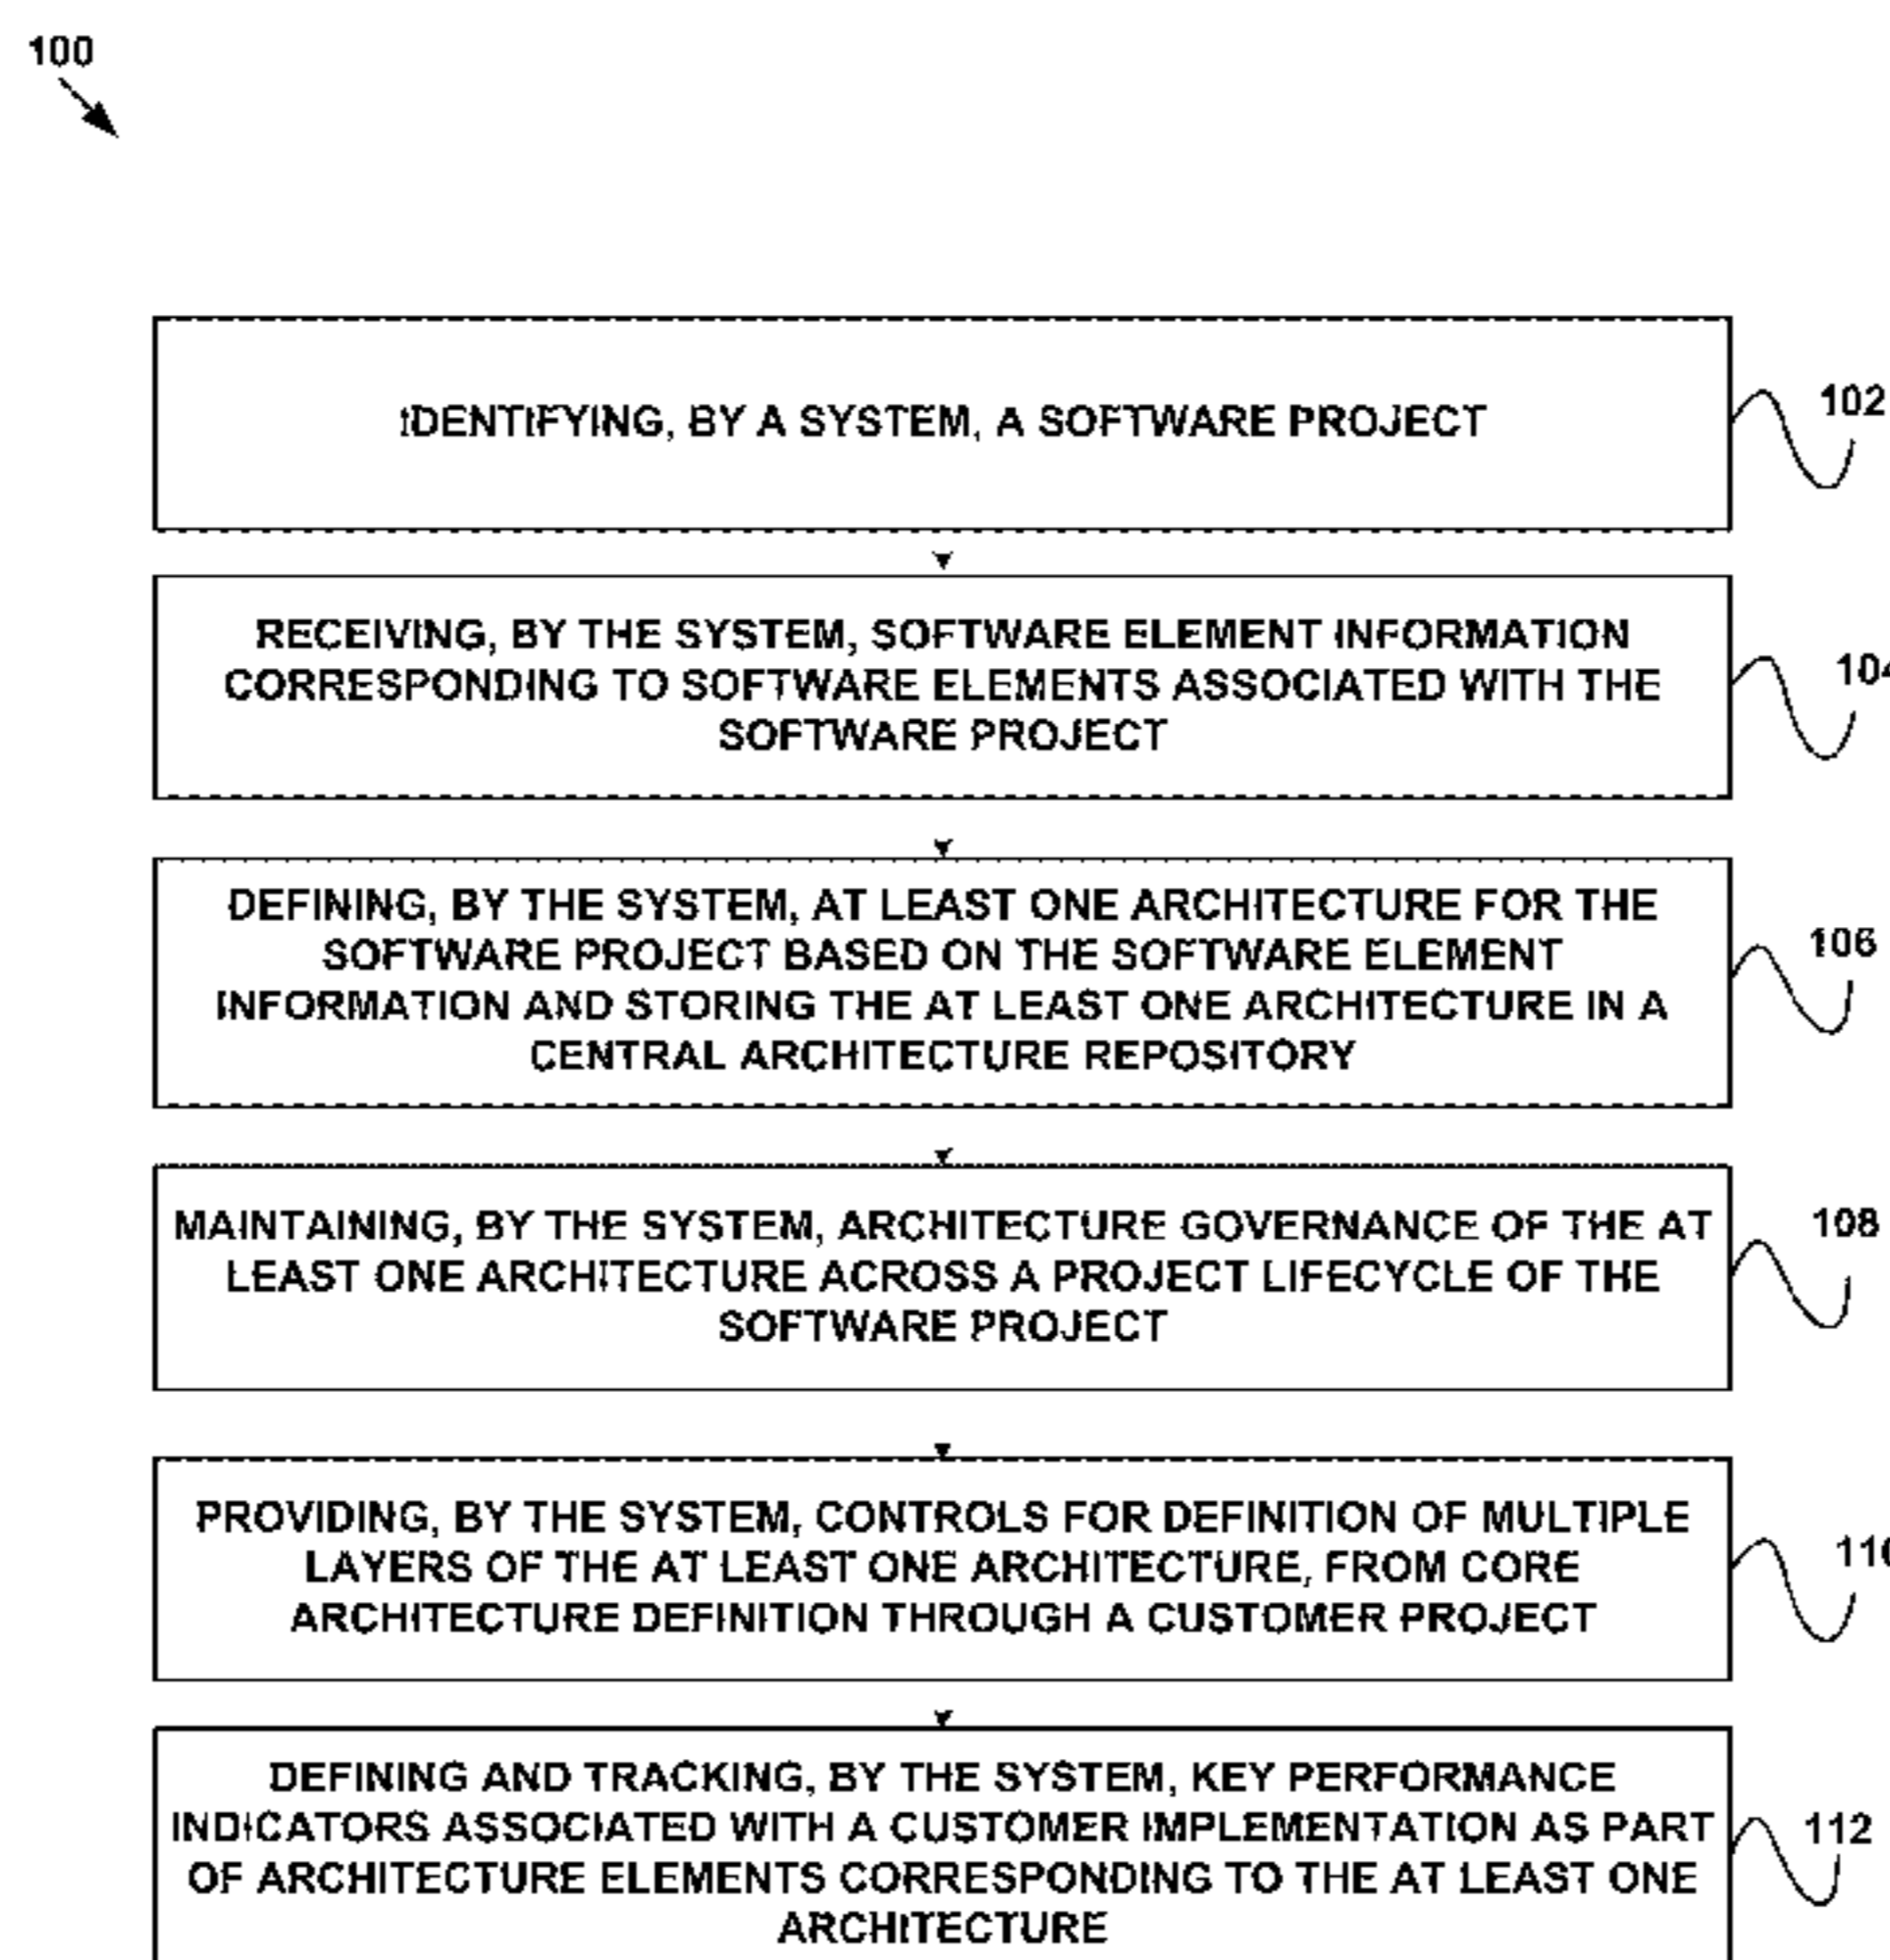 100
IDENTIFYING, BY A SYSTEM, A SOFTWARE PROJECT
102
RECEIVING, BY THE SYSTEM, SOFTWARE ELEMENT INFORMATION
CORRESPONDING TO SOFTWARE ELEMENTS ASSOCIATED WITH THE
SOFTWARE PROJECT
104
DEFINING, BY THE SYSTEM, AT LEAST ONE ARCHITECTURE FOR THE
SOFTWARE PROJECT BASED ON THE SOFTWARE ELEMENT
INFORMATION AND STORING THE AT LEAST ONE ARCHITECTURE IN A
CENTRAL ARCHITECTURE REPOSITORY
106
MAINTAINING, BY THE SYSTEM, ARCHITECTURE GOVERNANCE OF THE AT
LEAST ONE ARCHITECTURE ACROSS A PROJECT LIFECYCLE OF THE
SOFTWARE PROJECT
108
PROVIDING, BY THE SYSTEM, CONTROLS FOR DEFINITION OF MULTIPLE
LAYERS OF THE AT LEAST ONE ARCHITECTURE, FROM CORE
ARCHITECTURE DEFINITION THROUGH A CUSTOMER PROJECT
110
DEFINING AND TRACKING, BY THE SYSTEM, KEY PERFORMANCE
INDICATORS ASSOCIATED WITH A CUSTOMER IMPLEMENTATION AS PART
OF ARCHITECTURE ELEMENTS CORRESPONDING TO THE AT LEAST ONE
ARCHITECTURE
112